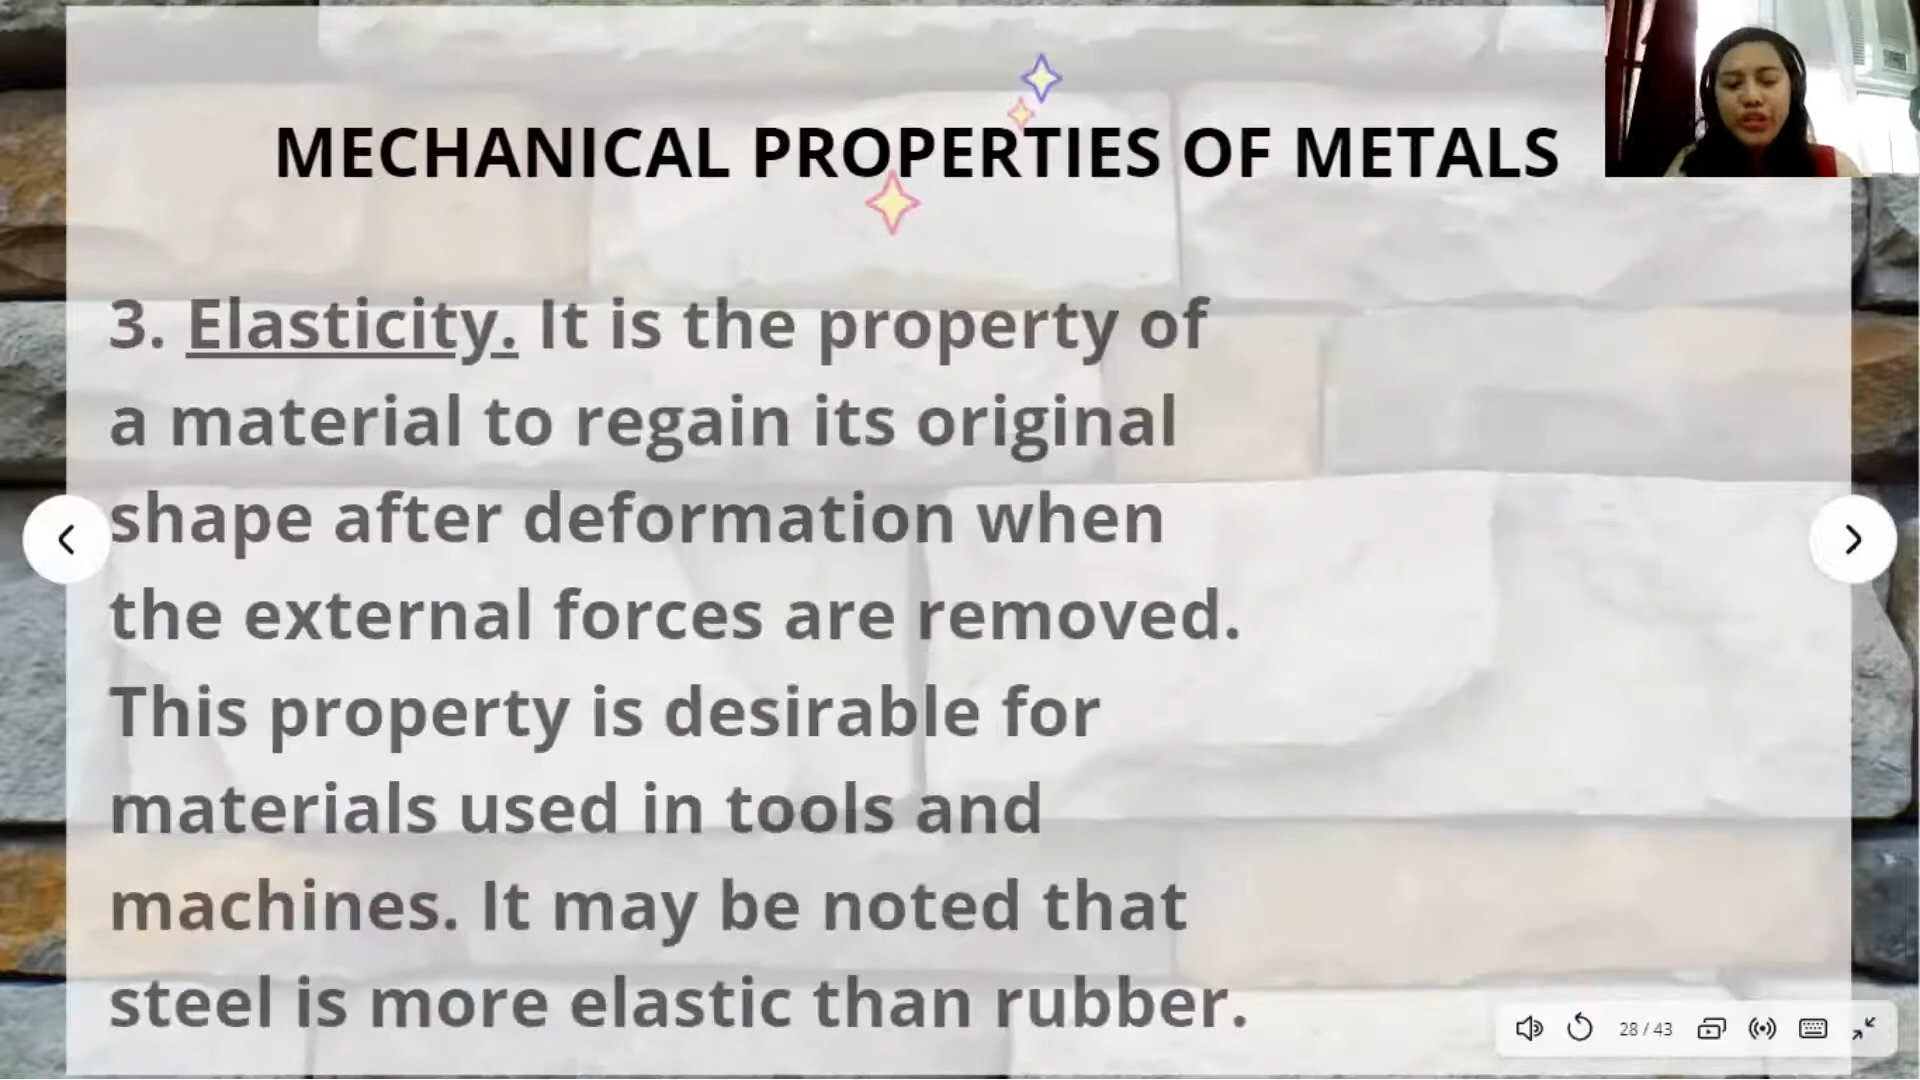 MECHANICAL PROPERTIES OF METALS
3. Elasticity. It is the property of
a material to regain its original
shape after deformation when
the external forces are removed.
This property is desirable for
materials used in tools and
machines. It may be noted that
steel is more elastic than rubber.
28 / 43